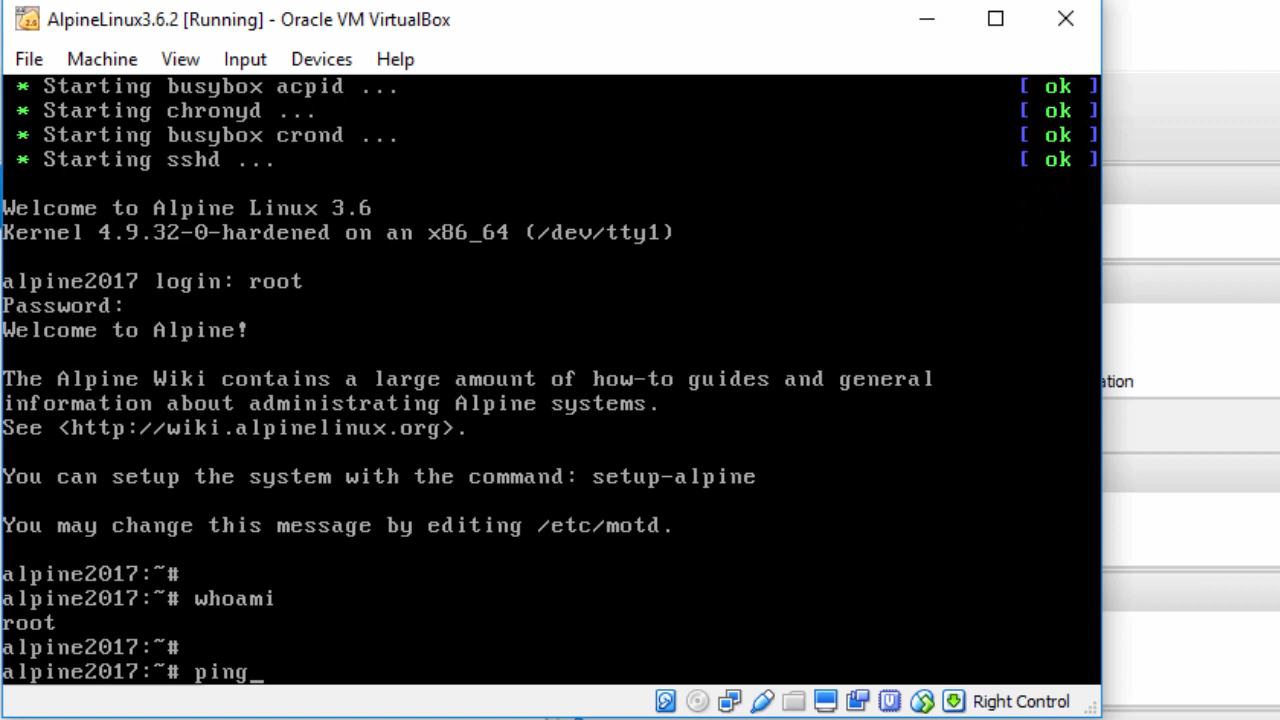 AlpineLinux3.6.2 [Running] - Oracle VM VirtualBox
File Machine View Input Devices Help
* Starting busybox acpid ... [ ok ]
* Starting chronyd ... [ ok ]
* Starting busybox crond ... [ ok ]
* Starting sshd ... [ ok ]
Welcome to Alpine Linux 3.6
Kernel 4.9.32-0-hardened on an x86_64 (/dev/tty1)
alpine2017 login: root
Password:
Welcome to Alpine!
The Alpine Wiki contains a large amount of how-to guides and general
information about administrating Alpine systems.
See <http://wiki.alpinelinux.org>.
You can setup the system with the command: setup-alpine
You may change this message by editing /etc/motd.
alpine2017:~#
alpine2017:~# whoami
root
alpine2017:~#
alpine2017:~# ping_
Right Control
ation